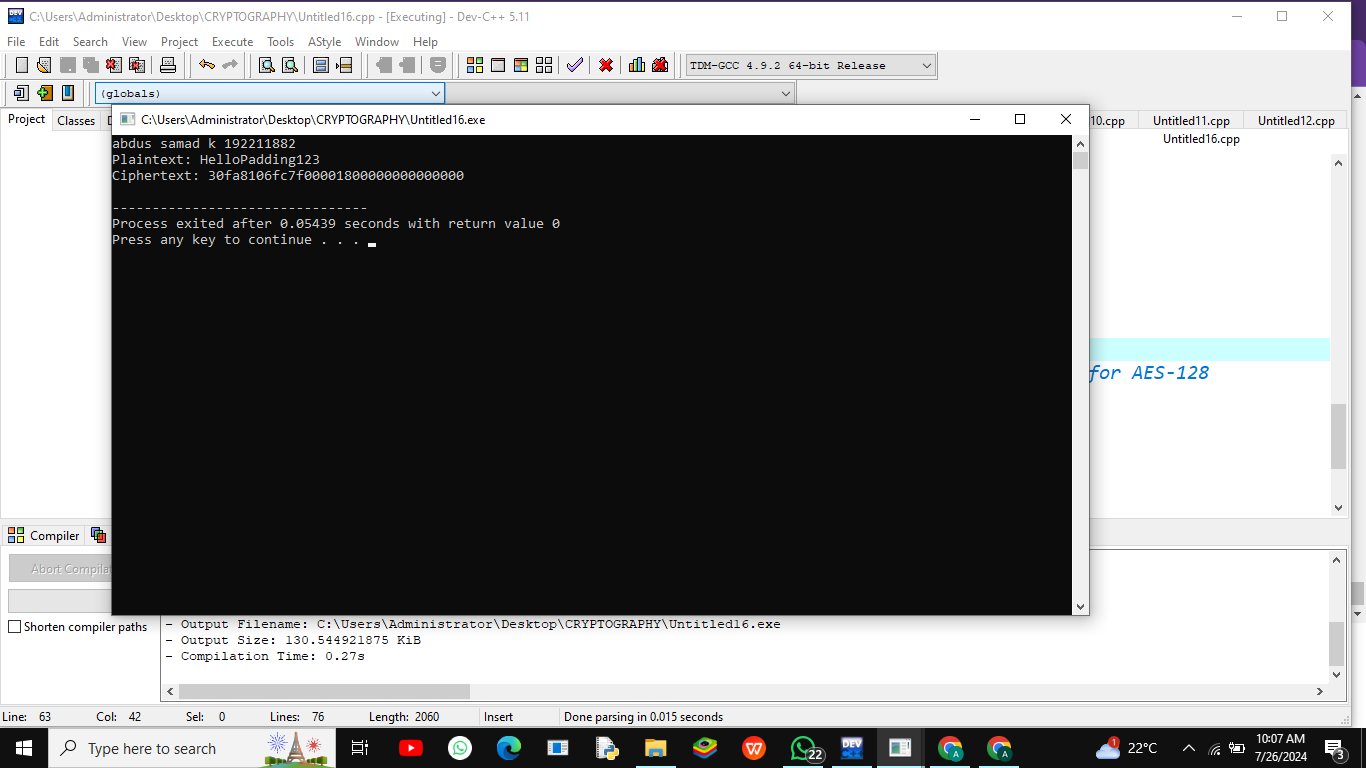 C:\Users\Administrator\Desktop\CRYPTOGRAPHY\Untitled16.cpp - [Executing] - Dev-C++ 5.11
File Edit Search View Project Execute Tools AStyle Window Help
TDM-GCC 4.9.2 64-bit Release
(globals)
Project Classes 10.cpp Untitled11.cpp Untitled12.cpp
Untitled16.cpp
C:\Users\Administrator\Desktop\CRYPTOGRAPHY\Untitled16.exe
abdus samad k 192211882
Plaintext: HelloPadding123
Ciphertext: 30fa8106fc7f00001800000000000000
--------------------------------
Process exited after 0.05439 seconds with return value 0
Press any key to continue . . .
for AES-128
Compiler
Abort Compilat
Shorten compiler paths
- Output Filename: C:\Users\Administrator\Desktop\CRYPTOGRAPHY\Untitled16.exe
- Output Size: 130.544921875 KiB
- Compilation Time: 0.27s
Line: 63 Col: 42 Sel: 0 Lines: 76 Length: 2060 Insert Done parsing in 0.015 seconds
Type here to search
22
DEV
1
22°C
10:07 AM
7/26/2024
3